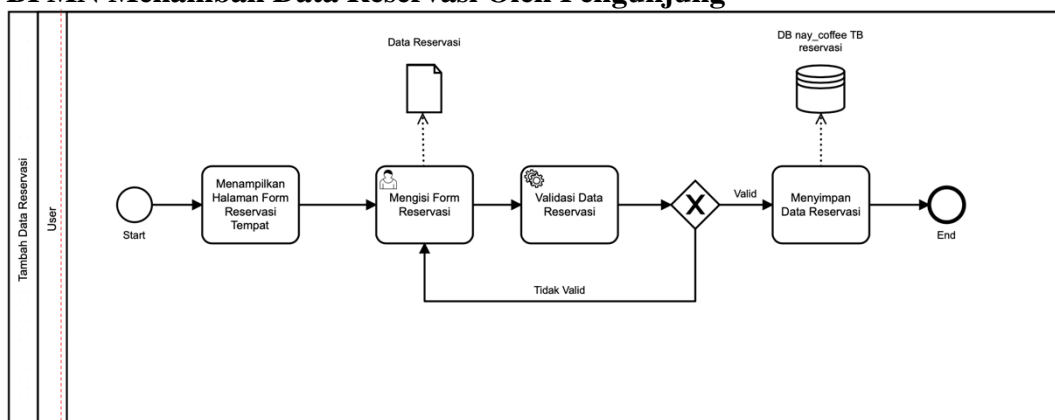 BPMN Menambah Data Reservasi Oleh Pengunjung
Tambah Data Reservasi
User
Start
Menampilkan
Halaman Form
Reservasi
Tempat
Data Reservasi
Mengisi Form
Reservasi
Validasi Data
Reservasi
X
Valid
Tidak Valid
DB nay_coffee TB
reservasi
Menyimpan
Data Reservasi
End